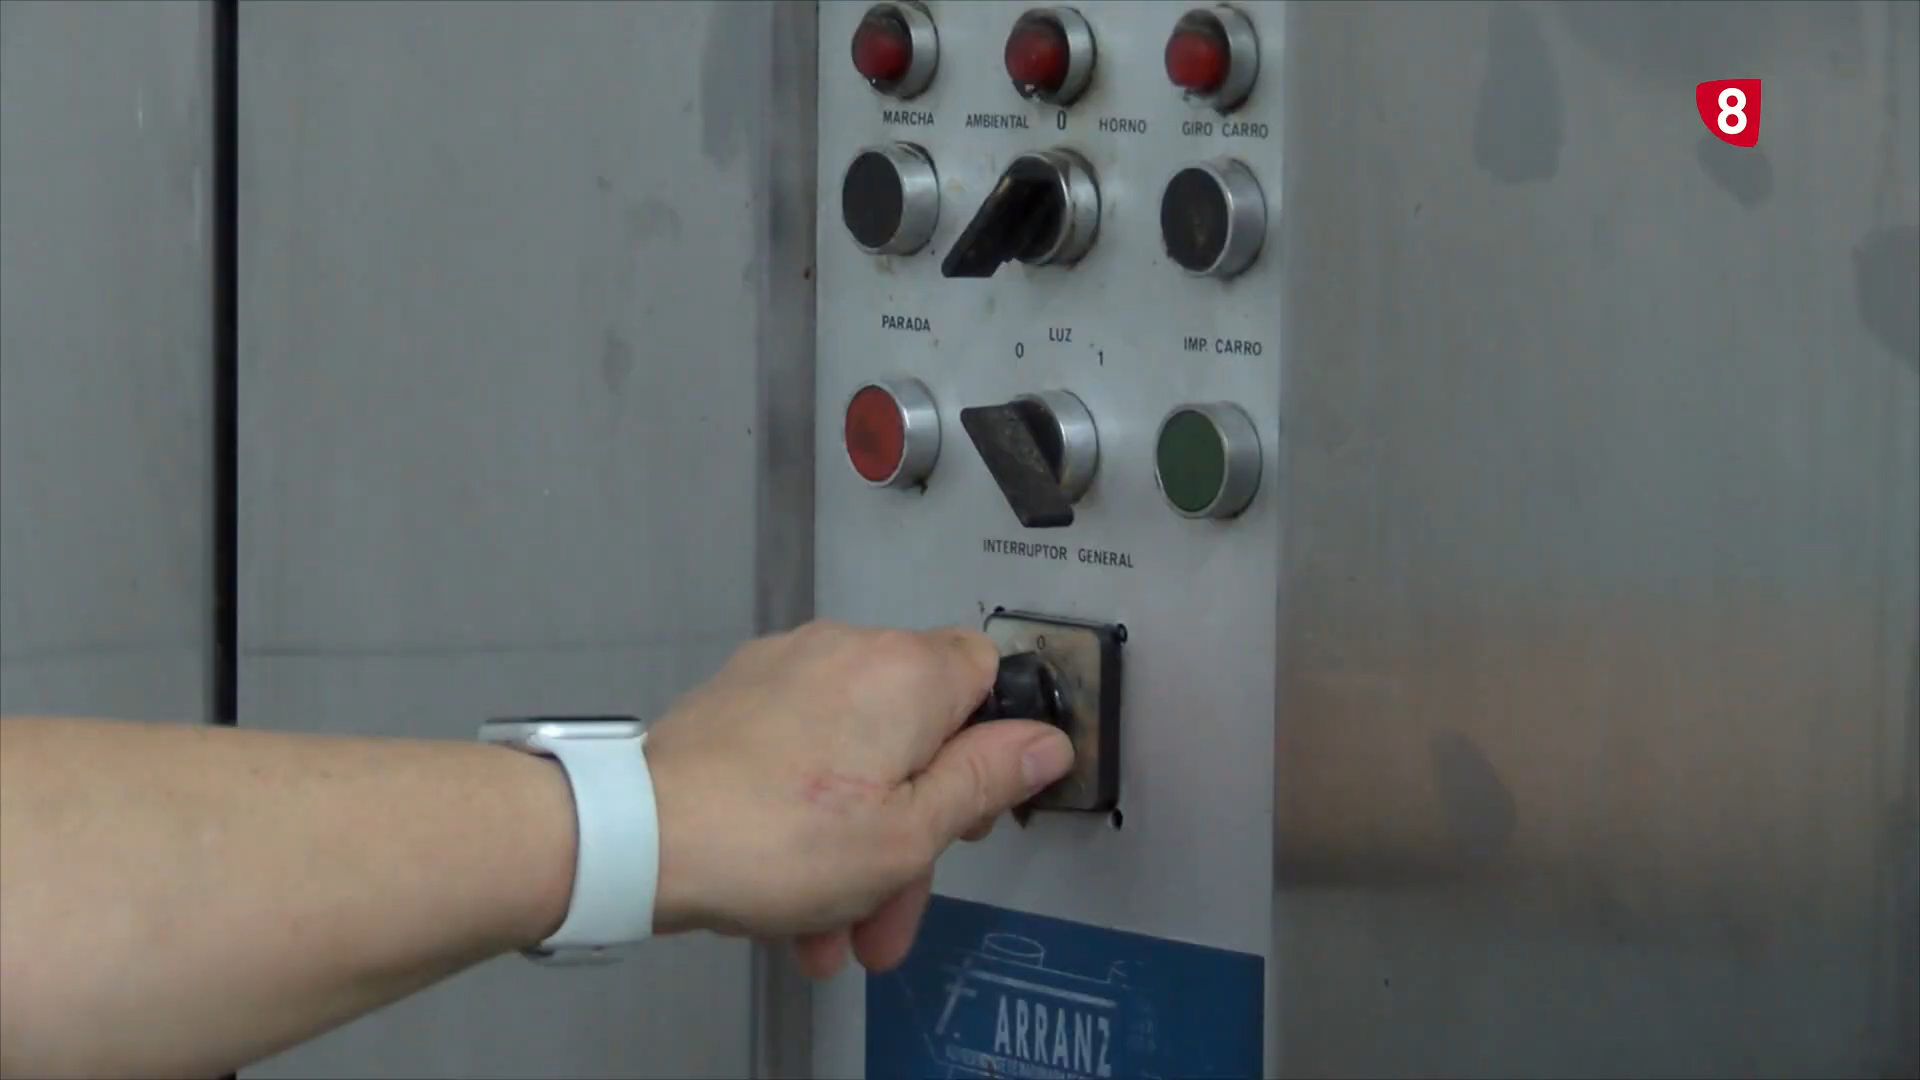 8
MARCHA
AMBIENTAL 0 HORNO
GIRO CARRO
PARADA
LUZ
0 1
IMP. CARRO
INTERRUPTOR GENERAL
0
ARRANZ